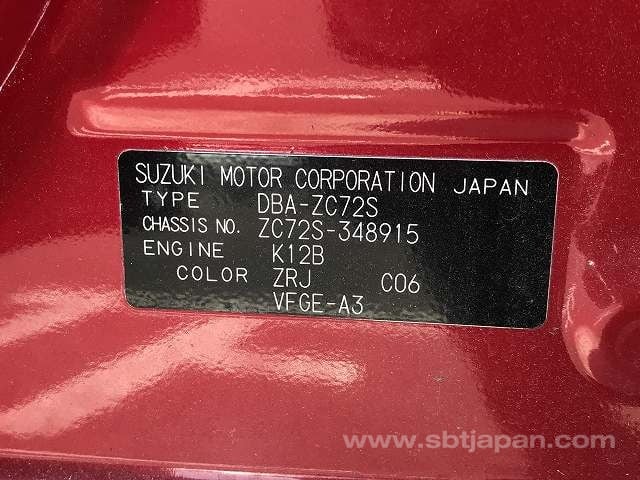 SUZUKI MOTOR CORPORATION JAPAN
TYPE DBA-ZC72S
CHASSIS NO. ZC72S-348915
ENGINE K12B
COLOR ZRJ C06
VFGE-A3
www.sbtjapan.com